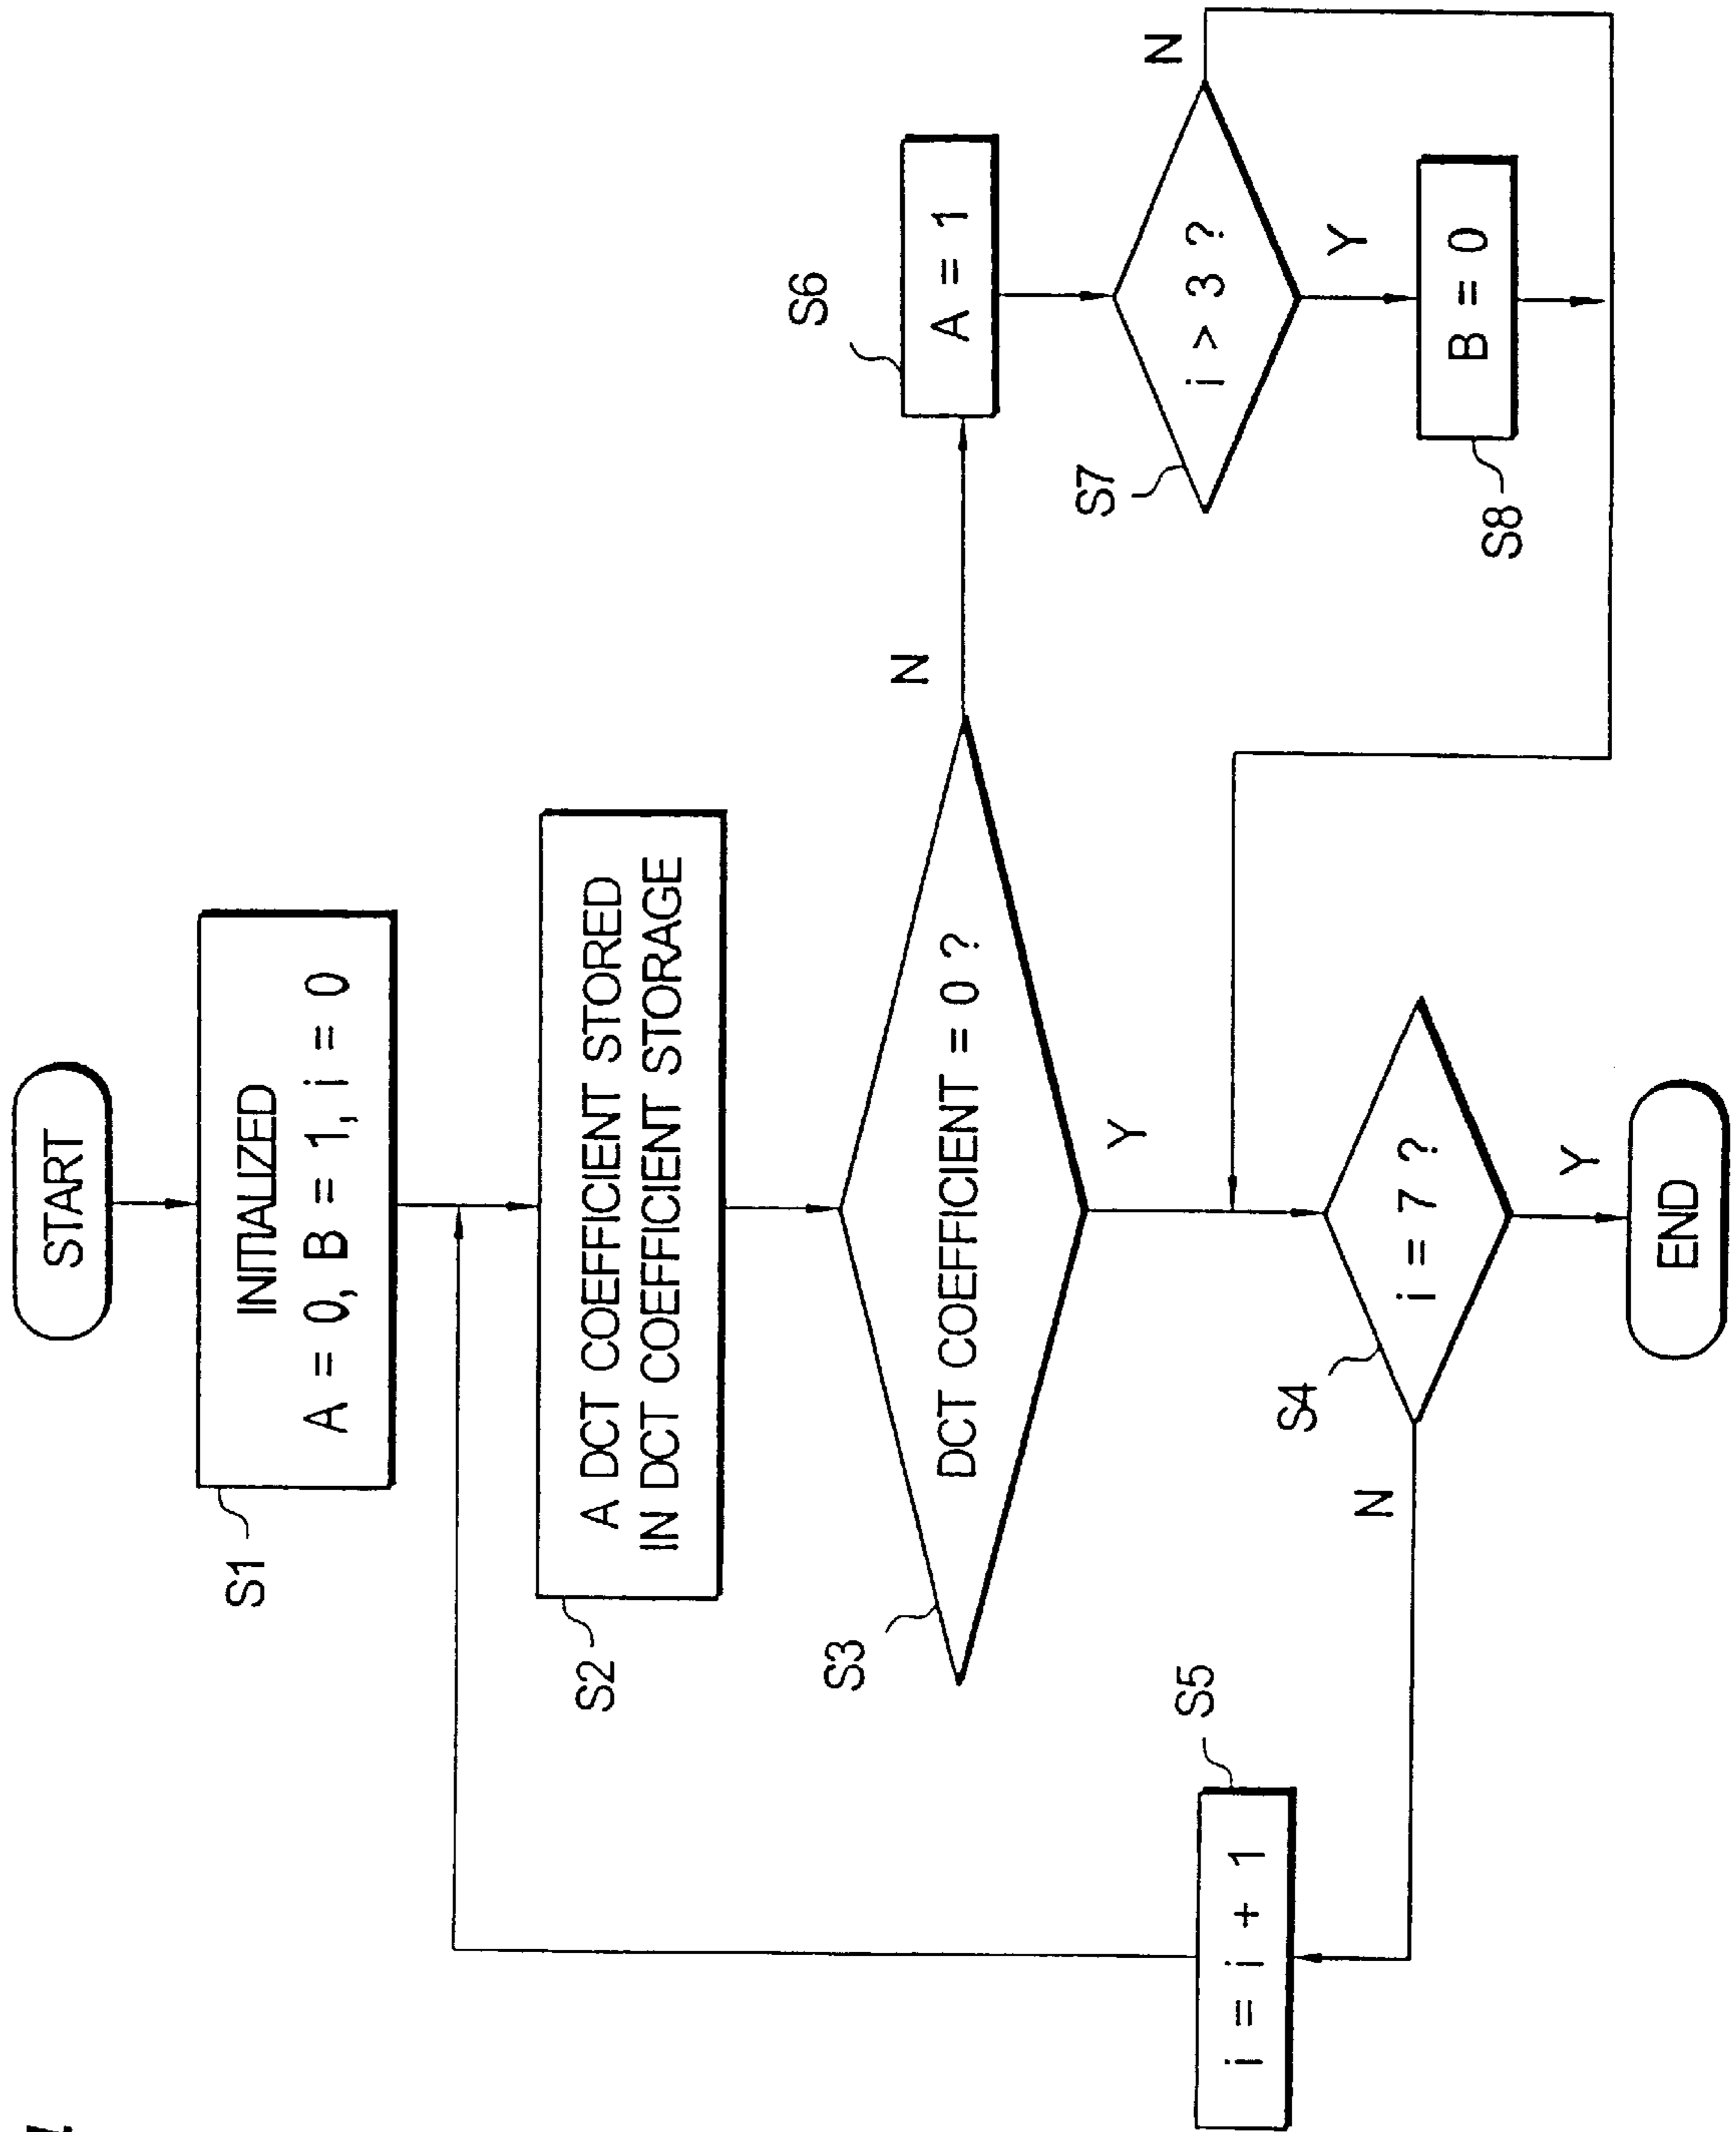 START
INITIALIZED
A = 0, B = 1, i = 0
S1
A DCT COEFFICIENT STORED
IN DCT COEFFICIENT STORAGE
S2
DCT COEFFICIENT = 0 ?
S3
N
Y
A = 1
S6
i > 3 ?
S7
N
Y
B = 0
S8
i = 7 ?
S4
N
Y
i = i + 1
S5
END